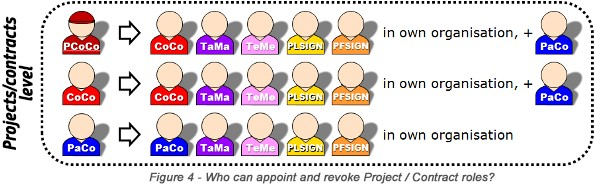 Projects/contracts
level
PCoCo CoCo TaMa TeMe PLSIGN PFSIGN in own organisation, + PaCo
CoCo CoCo TaMa TeMe PLSIGN PFSIGN in own organisation, + PaCo
PaCo PaCo TaMa TeMe PLSIGN PFSIGN in own organisation
Figure 4 - Who can appoint and revoke Project / Contract roles?